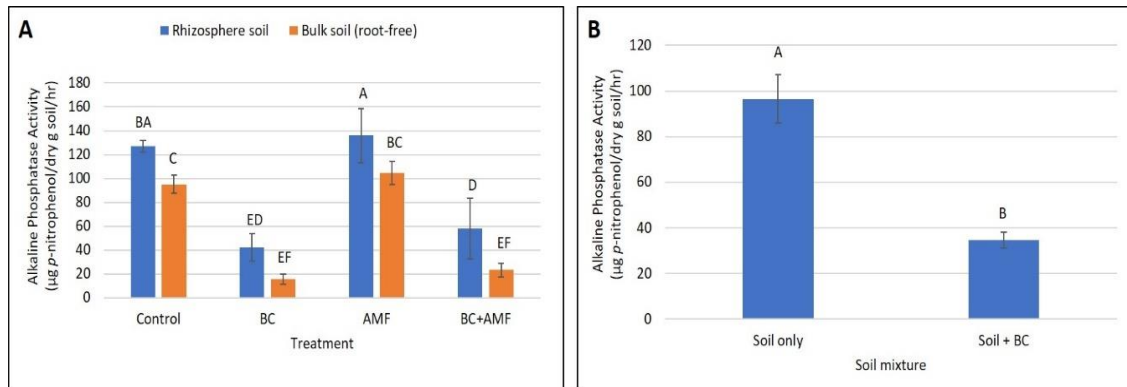 A
Rhizosphere soil
Bulk soil (root-free)
Alkaline Phosphatase Activity
(µg p-nitrophenol/dry g soil/hr)
180
160
140
120
100
80
60
40
20
0
BA
C
ED
EF
A
BC
D
EF
Control
BC
AMF
BC+AMF
Treatment
B
Alkaline Phosphatase Activity
(µg p-nitrophenol/dry g soil/hr)
120
100
80
60
40
20
0
A
B
Soil only
Soil + BC
Soil mixture